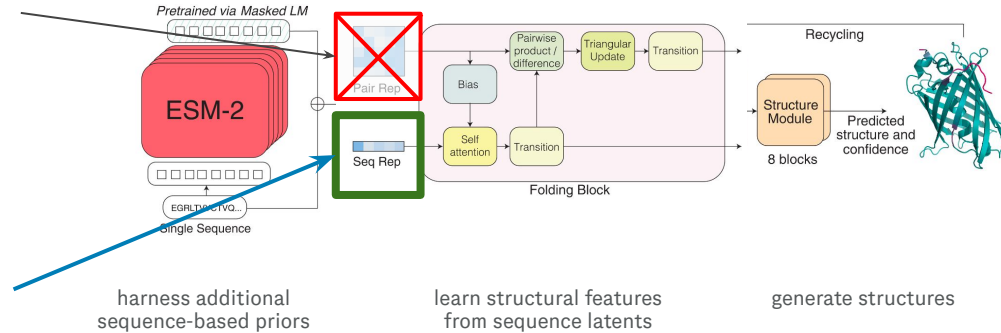 Pretrained via Masked LM
ESM-2
EGRLTV CTVQ...
Single Sequence
Pair Rep
Seq Rep
Bias
Self
attention
Transition
Pairwise
product /
difference
Triangular
Update
Transition
Folding Block
Recycling
Structure
Module
8 blocks
Predicted
structure and
confidence
harness additional
sequence-based priors
learn structural features
from sequence latents
generate structures